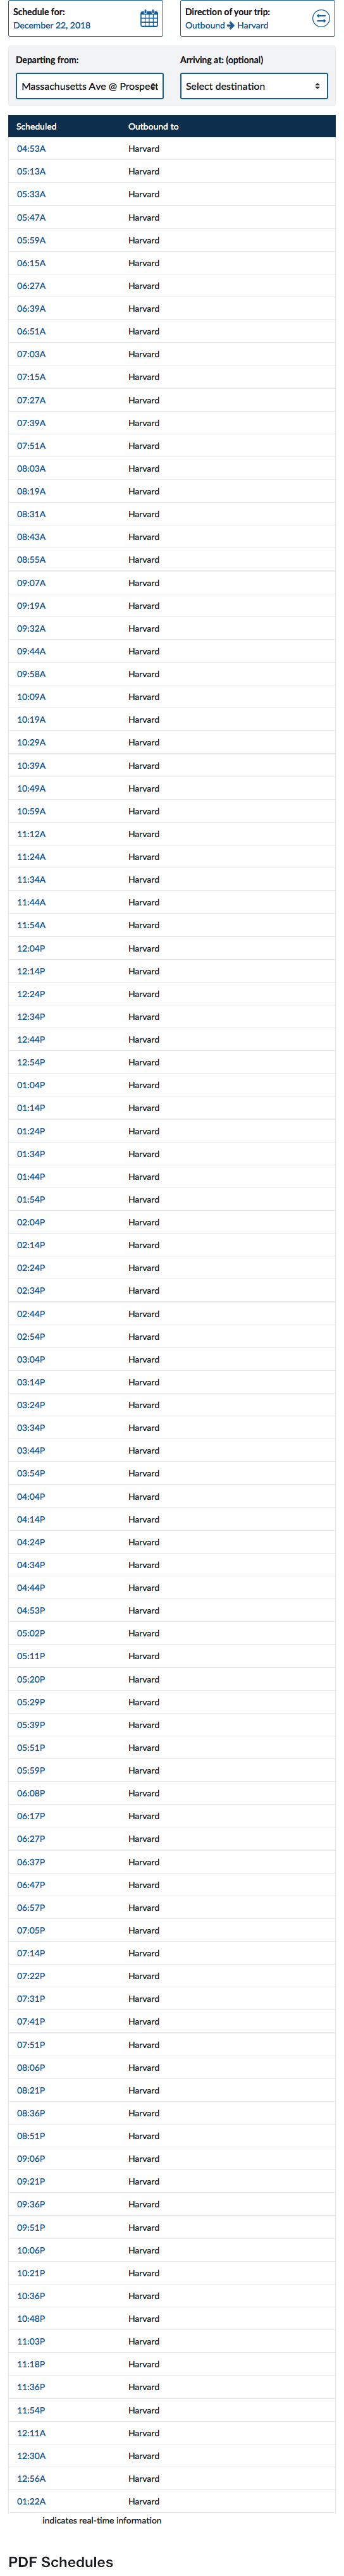 Schedule for:
December 22, 2018
Direction of your trip:
Outbound → Harvard
Departing from:
Massachusetts Ave @ Prospect
Arriving at: (optional)
Select destination
Scheduled Outbound to
04:53A Harvard
05:13A Harvard
05:33A Harvard
05:47A Harvard
05:59A Harvard
06:15A Harvard
06:27A Harvard
06:39A Harvard
06:51A Harvard
07:03A Harvard
07:15A Harvard
07:27A Harvard
07:39A Harvard
07:51A Harvard
08:03A Harvard
08:19A Harvard
08:31A Harvard
08:43A Harvard
08:55A Harvard
09:07A Harvard
09:19A Harvard
09:32A Harvard
09:44A Harvard
09:58A Harvard
10:09A Harvard
10:19A Harvard
10:29A Harvard
10:39A Harvard
10:49A Harvard
10:59A Harvard
11:12A Harvard
11:24A Harvard
11:34A Harvard
11:44A Harvard
11:54A Harvard
12:04P Harvard
12:14P Harvard
12:24P Harvard
12:34P Harvard
12:44P Harvard
12:54P Harvard
01:04P Harvard
01:14P Harvard
01:24P Harvard
01:34P Harvard
01:44P Harvard
01:54P Harvard
02:04P Harvard
02:14P Harvard
02:24P Harvard
02:34P Harvard
02:44P Harvard
02:54P Harvard
03:04P Harvard
03:14P Harvard
03:24P Harvard
03:34P Harvard
03:44P Harvard
03:54P Harvard
04:04P Harvard
04:14P Harvard
04:24P Harvard
04:34P Harvard
04:44P Harvard
04:53P Harvard
05:02P Harvard
05:11P Harvard
05:20P Harvard
05:29P Harvard
05:39P Harvard
05:51P Harvard
05:59P Harvard
06:08P Harvard
06:17P Harvard
06:27P Harvard
06:37P Harvard
06:47P Harvard
06:57P Harvard
07:05P Harvard
07:14P Harvard
07:22P Harvard
07:31P Harvard
07:41P Harvard
07:51P Harvard
08:06P Harvard
08:21P Harvard
08:36P Harvard
08:51P Harvard
09:06P Harvard
09:21P Harvard
09:36P Harvard
09:51P Harvard
10:06P Harvard
10:21P Harvard
10:36P Harvard
10:48P Harvard
11:03P Harvard
11:18P Harvard
11:36P Harvard
11:54P Harvard
12:11A Harvard
12:30A Harvard
12:56A Harvard
01:22A Harvard
indicates real-time information
PDF Schedules